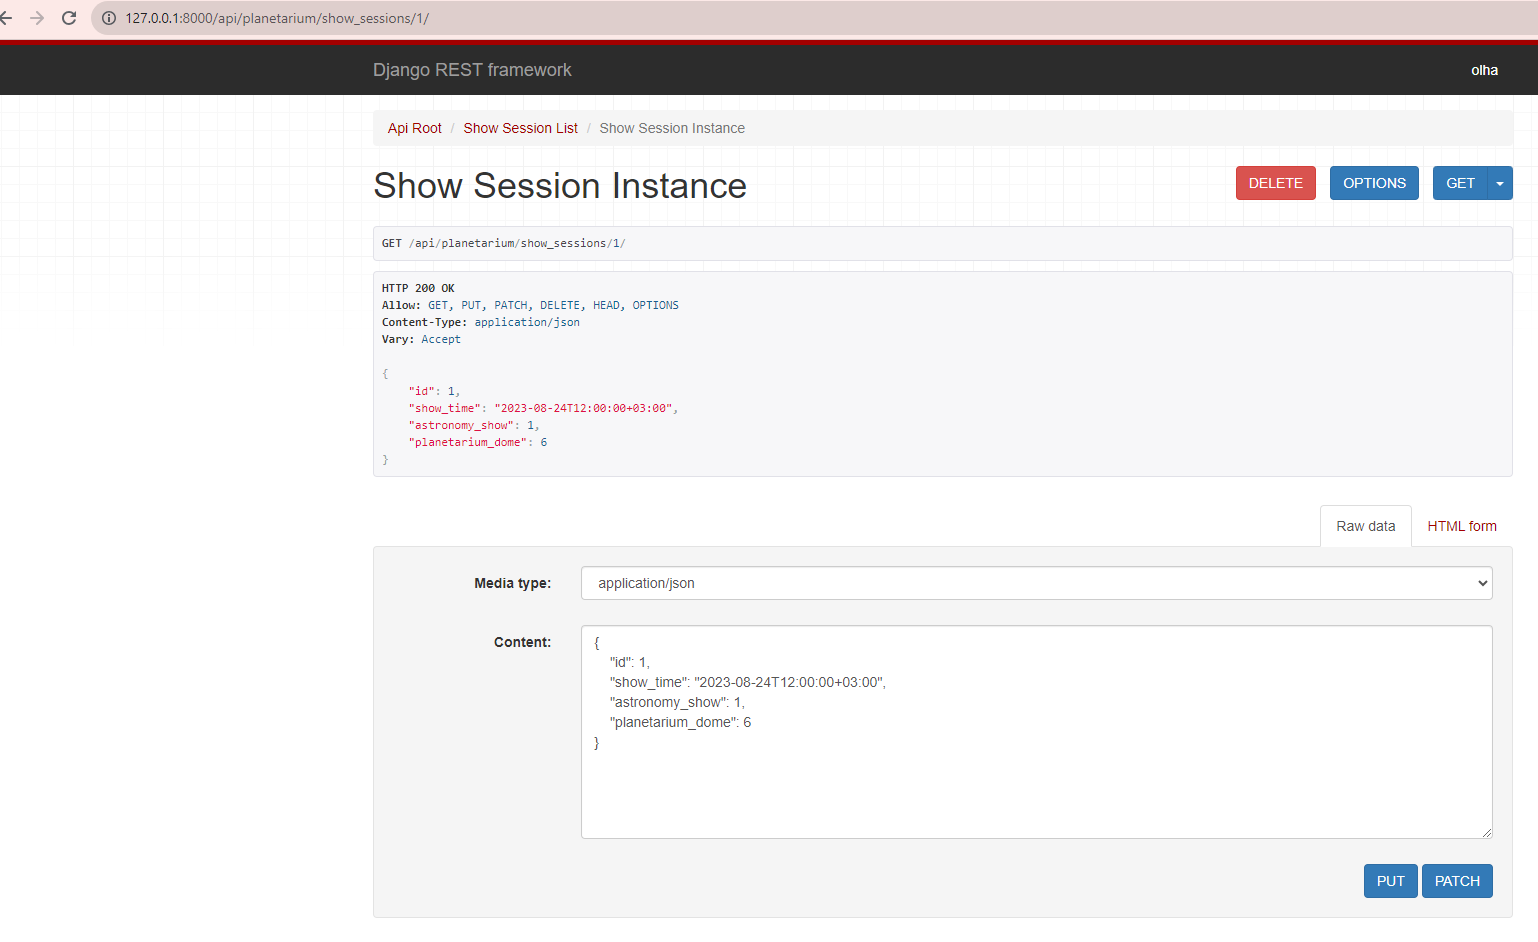 127.0.0.1:8000/api/planetarium/show_sessions/1/
Django REST framework
olha
Api Root / Show Session List / Show Session Instance
Show Session Instance
DELETE
OPTIONS
GET
GET /api/planetarium/show_sessions/1/
HTTP 200 OK
Allow: GET, PUT, PATCH, DELETE, HEAD, OPTIONS
Content-Type: application/json
Vary: Accept
{
    "id": 1,
    "show_time": "2023-08-24T12:00:00+03:00",
    "astronomy_show": 1,
    "planetarium_dome": 6
}
Raw data
HTML form
Media type:
application/json
Content:
{
    "id": 1,
    "show_time": "2023-08-24T12:00:00+03:00",
    "astronomy_show": 1,
    "planetarium_dome": 6
}
PUT
PATCH